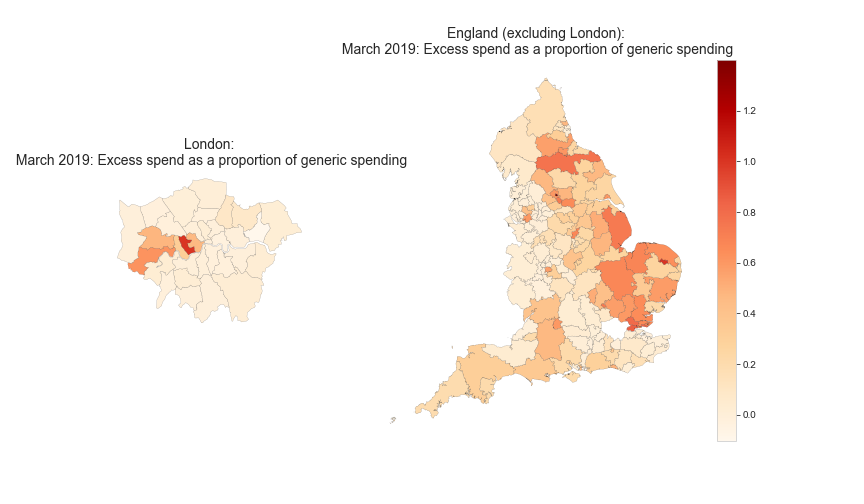 England (excluding London):
March 2019: Excess spend as a proportion of generic spending
London:
March 2019: Excess spend as a proportion of generic spending
1.2
1.0
0.8
0.6
0.4
0.2
0.0